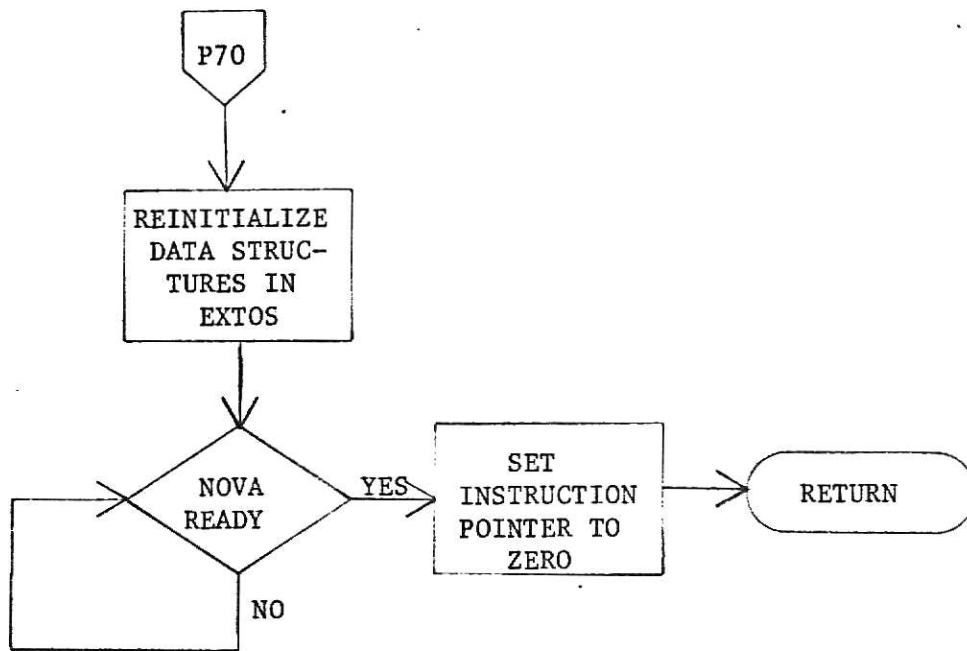 P70
REINITIALIZE
DATA STRUC-
TURES IN
EXTOS
NOVA
READY
YES
NO
SET
INSTRUCTION
POINTER TO
ZERO
RETURN